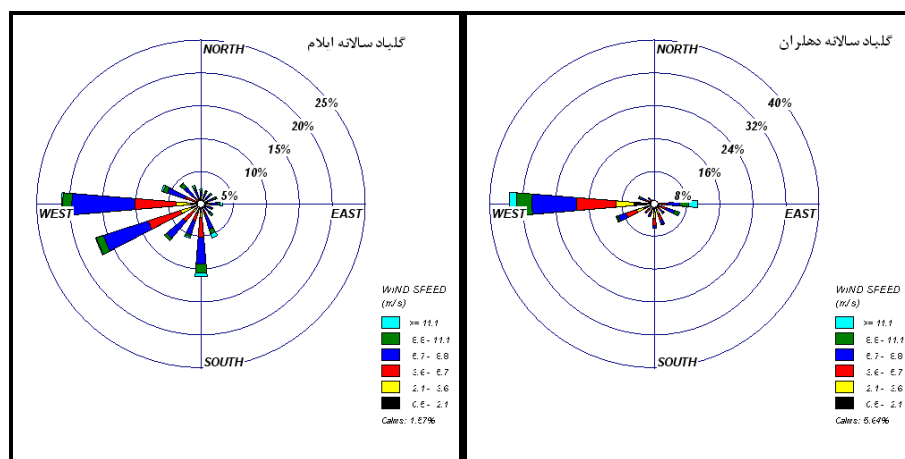 گلباد سالانه ایلام
NORTH
25%
20%
15%
10%
5%
WEST
EAST
SOUTH
WIND SPEED
(m/s)
>= 11.1
8.8 - 11.1
5.7 - 8.8
3.6 - 5.7
2.1 - 3.6
0.5 - 2.1
Calms: 1.57%
گلباد سالانه دهلران
NORTH
40%
32%
24%
16%
8%
WEST
EAST
SOUTH
WIND SPEED
(m/s)
>= 11.1
8.8 - 11.1
5.7 - 8.8
3.6 - 5.7
2.1 - 3.6
0.5 - 2.1
Calms: 5.64%